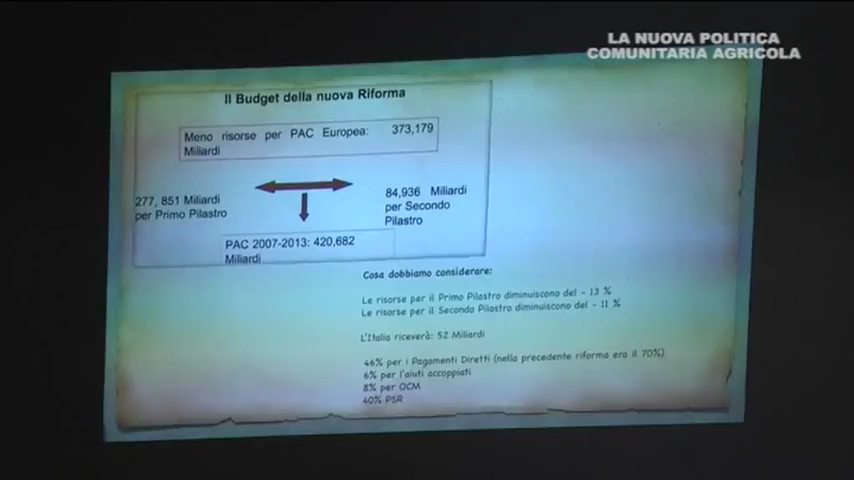 LA NUOVA POLITICA
COMUNITARIA AGRICOLA
Il Budget della nuova Riforma
Meno risorse per PAC Europea: 373,179
Miliardi
277, 851 Miliardi
per Primo Pilastro
84,936 Miliardi
per Secondo
Pilastro
PAC 2007-2013: 420,682
Miliardi
Cosa dobbiamo considerare:
Le risorse per il Primo Pilastro diminuiscono del - 13 %
Le risorse per il Secondo Pilastro diminuiscono del - 11 %
L'Italia riceverà: 52 Miliardi
46% per i Pagamenti Diretti (nella precedente riforma era il 70%)
6% per l'aiuti accoppiati
8% per OCM
40% PSR